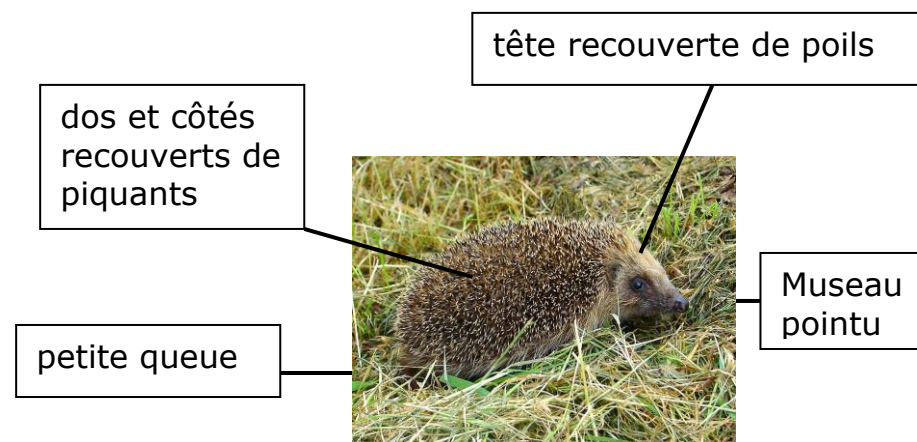 tête recouverte de poils
dos et côtés
recouverts de
piquants
Museau
pointu
petite queue